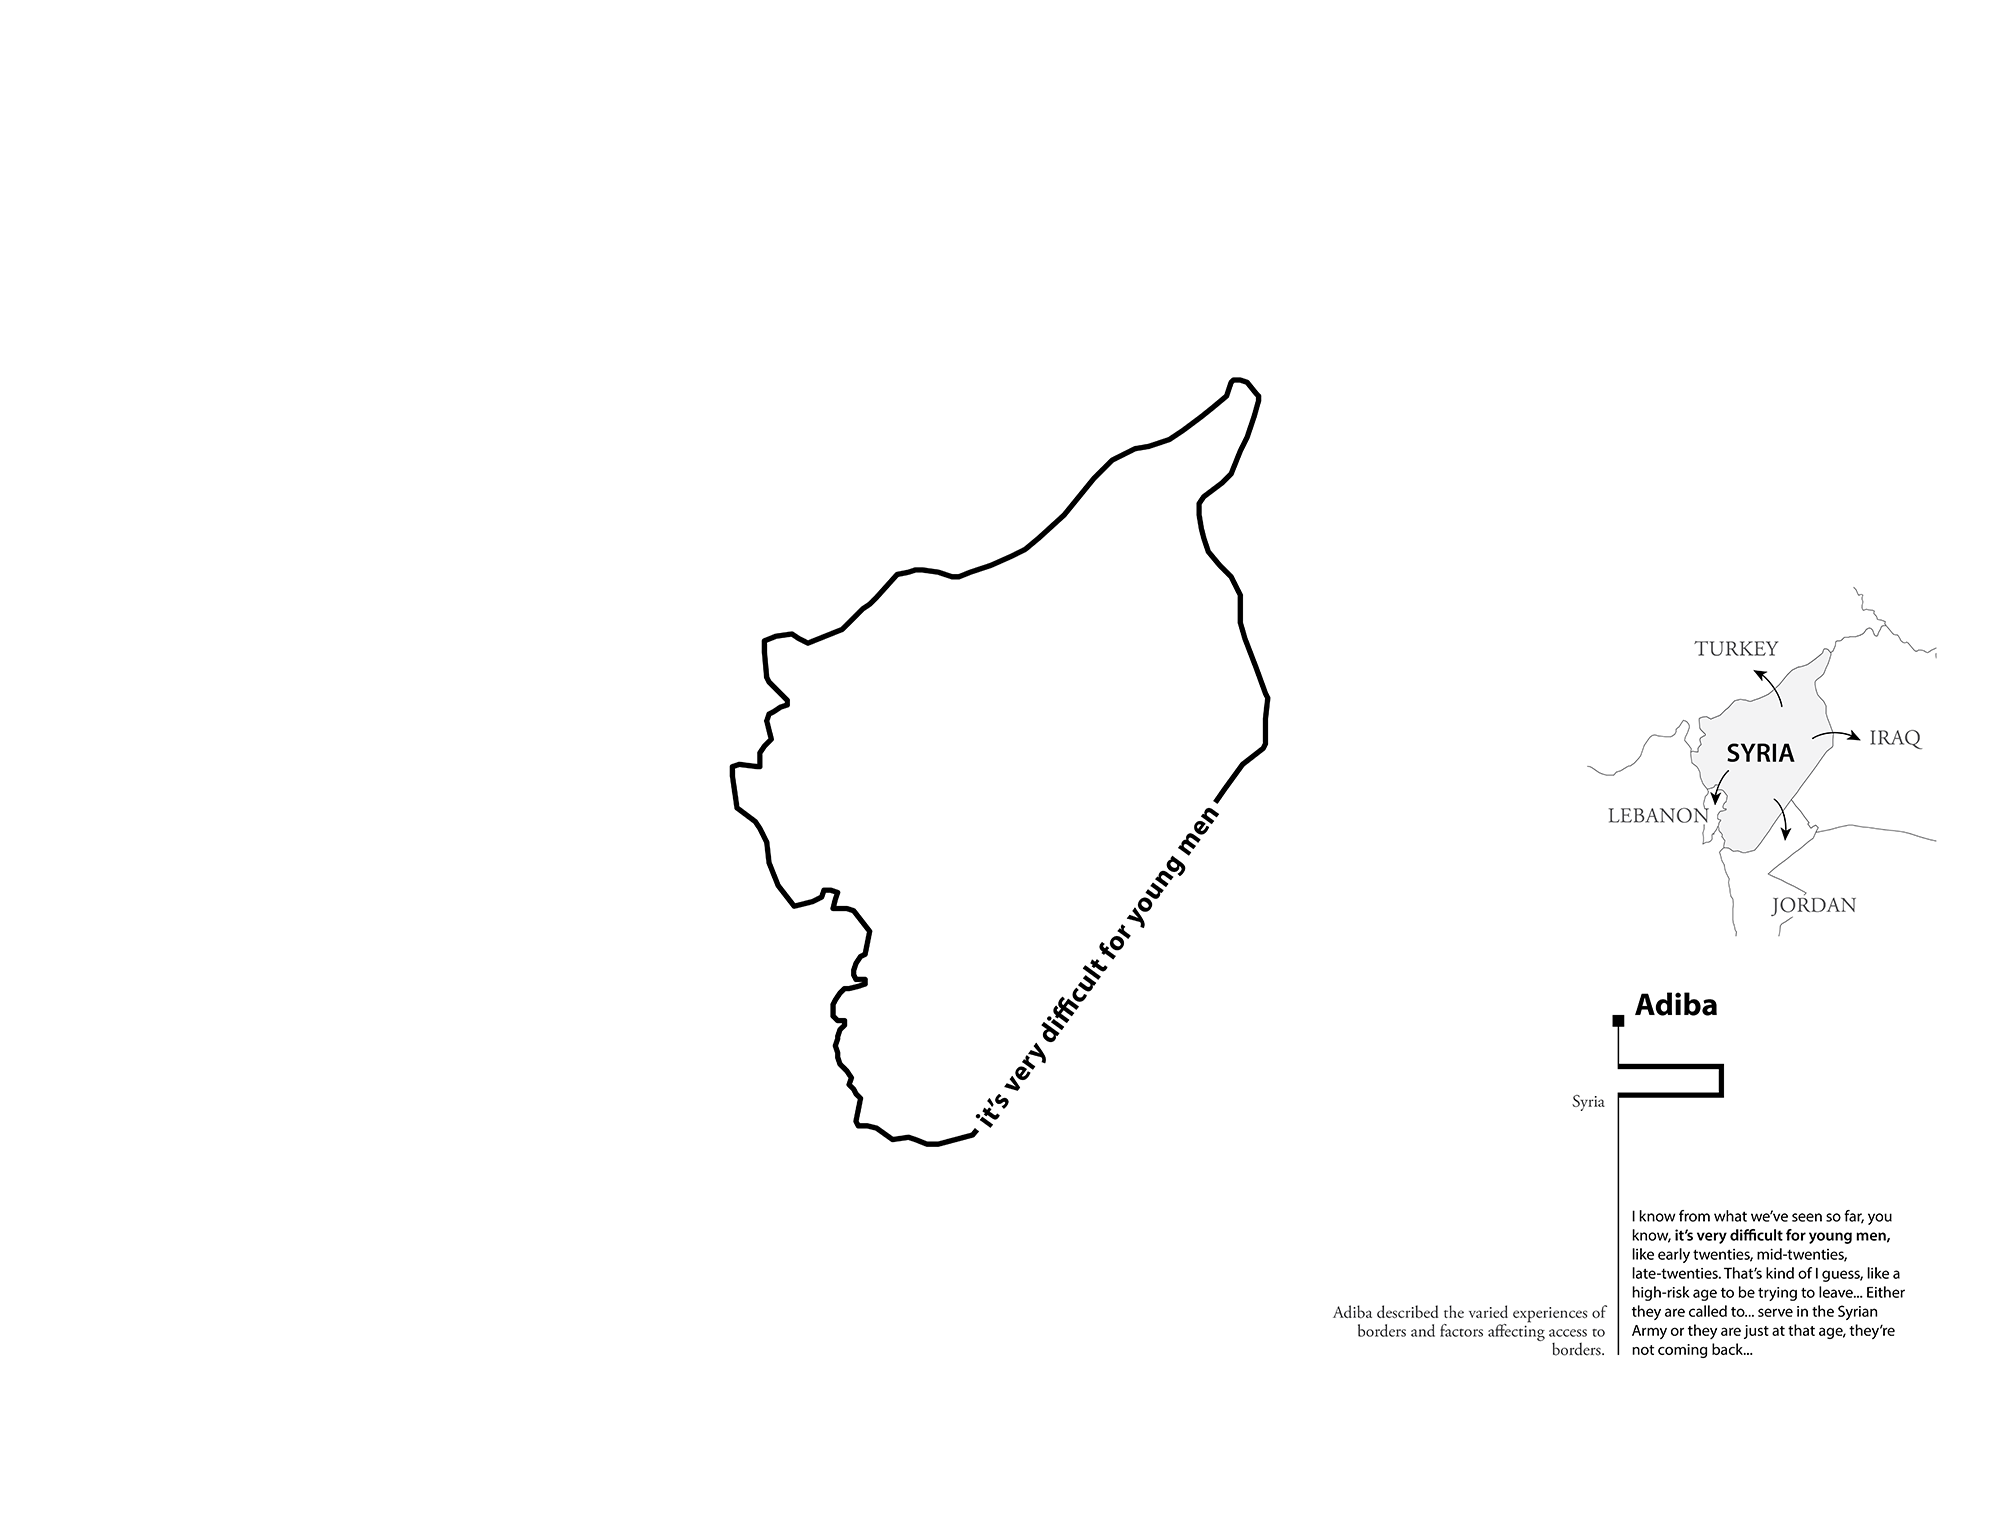 it's very difficult for young men
TURKEY
SYRIA
IRAQ
LEBANON
JORDAN
Adiba
Syria
Adiba described the varied experiences of
borders and factors affecting access to
borders.
I know from what we've seen so far, you
know, it's very difficult for young men,
like early twenties, mid-twenties,
late-twenties. That's kind of I guess, like a
high-risk age to be trying to leave... Either
they are called to... serve in the Syrian
Army or they are just at that age, they're
not coming back...